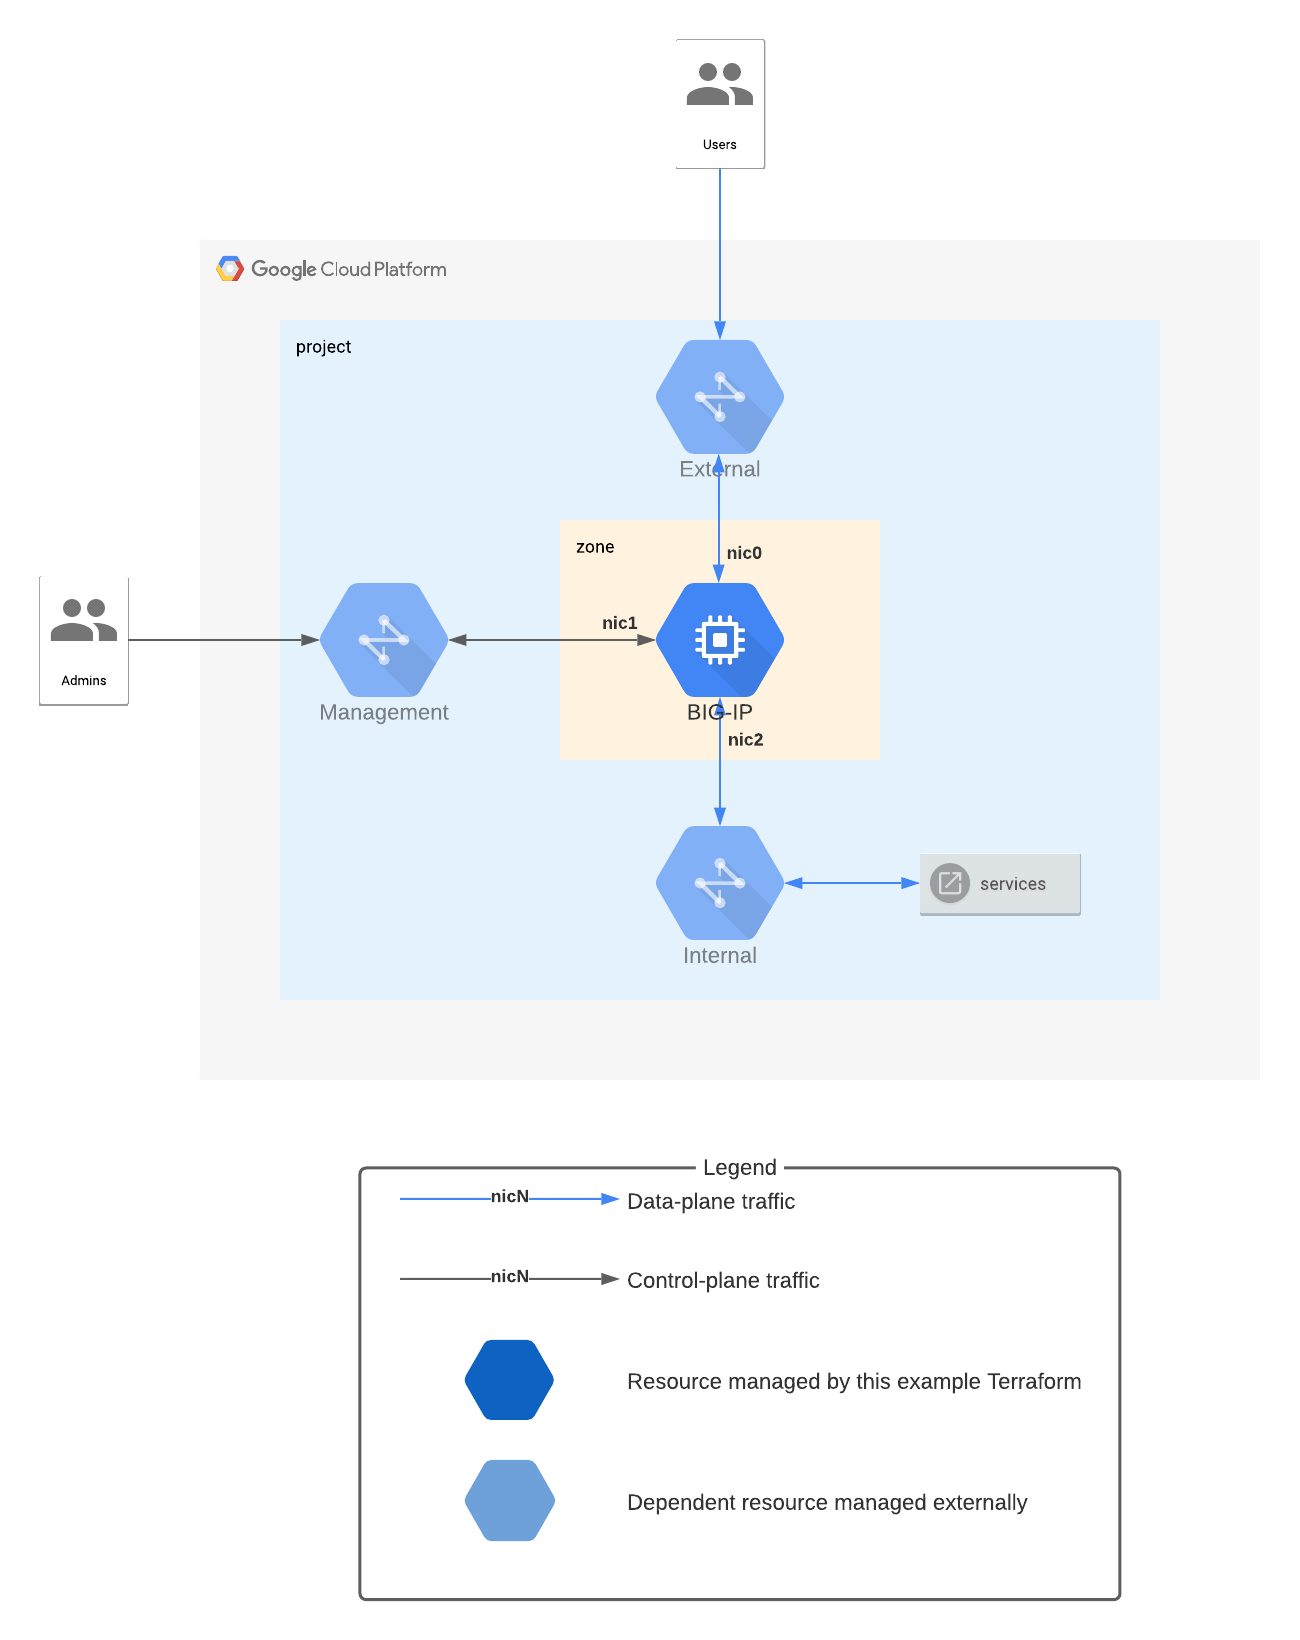 Users
Google Cloud Platform
project
External
zone
nic0
nic1
Admins
Management
BIG-IP
nic2
services
Internal
Legend
nicN
Data-plane traffic
nicN
Control-plane traffic
Resource managed by this example Terraform
Dependent resource managed externally